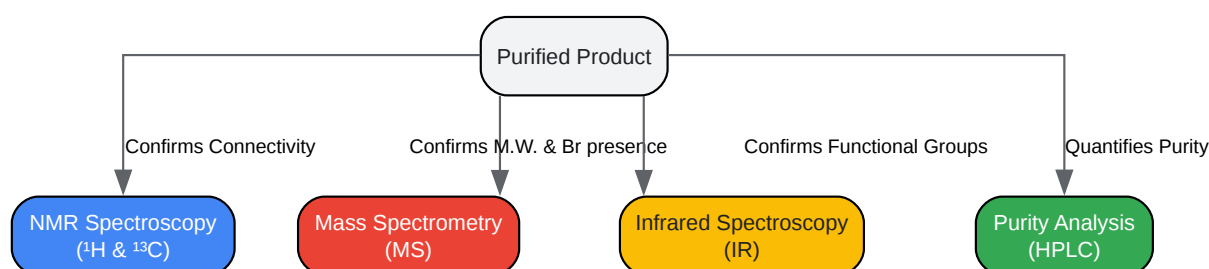 Purified Product
Confirms Connectivity
Confirms M.W. & Br presence
Confirms Functional Groups
Quantifies Purity
NMR Spectroscopy
(¹H & ¹³C)
Mass Spectrometry
(MS)
Infrared Spectroscopy
(IR)
Purity Analysis
(HPLC)